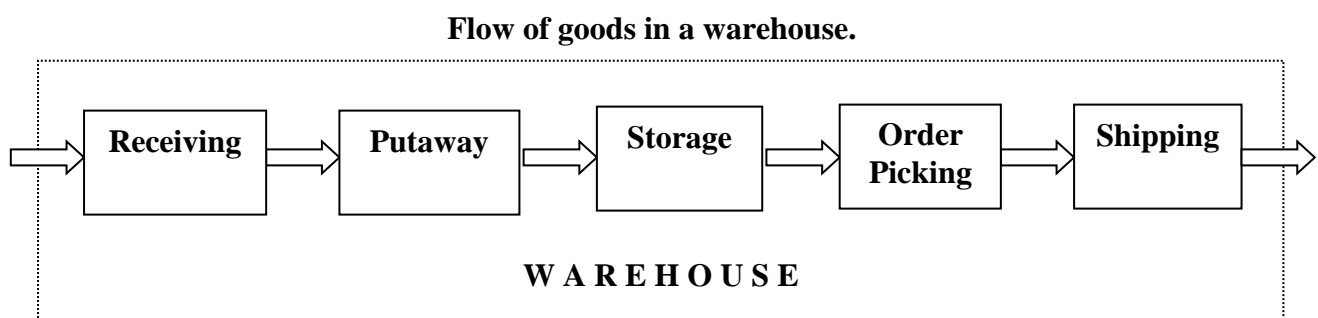 Flow of goods in a warehouse.
Receiving
Putaway
Storage
Order
Picking
Shipping
W A R E H O U S E